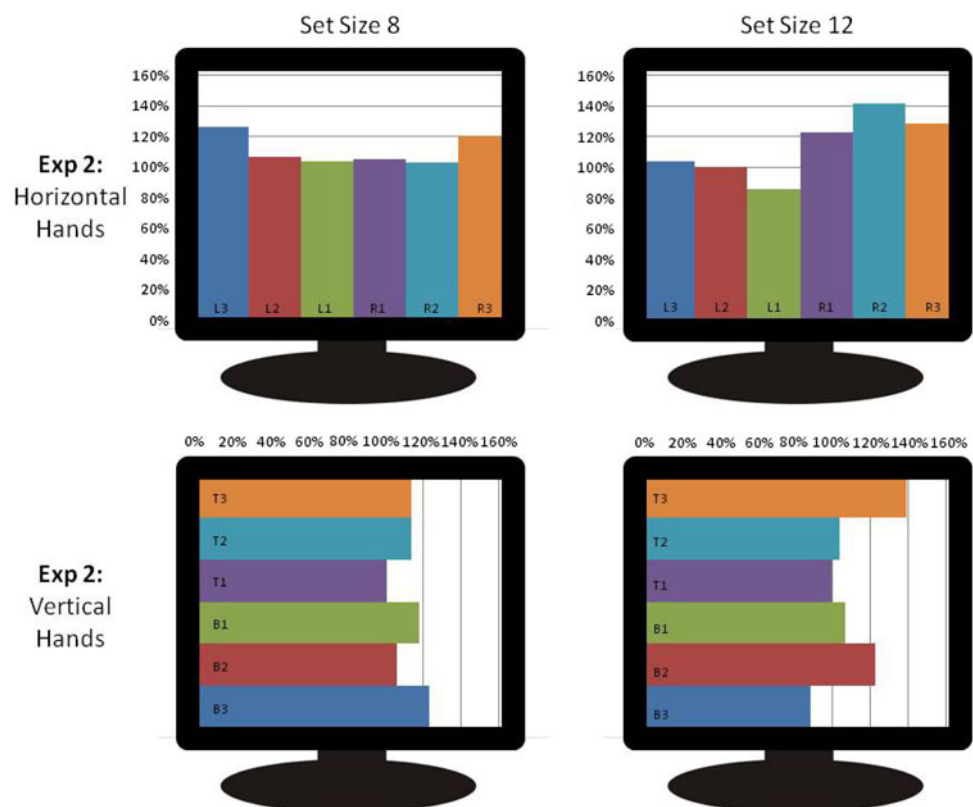 Set Size 8
Set Size 12
Exp 2:
Horizontal
Hands
160%
140%
120%
100%
80%
60%
40%
20%
0%
L3 L2 L1 R1 R2 R3
160%
140%
120%
100%
80%
60%
40%
20%
0%
L3 L2 L1 R1 R2 R3
Exp 2:
Vertical
Hands
0% 20% 40% 60% 80% 100% 120% 140% 160%
T3
T2
T1
B1
B2
B3
0% 20% 40% 60% 80% 100% 120% 140% 160%
T3
T2
T1
B1
B2
B3